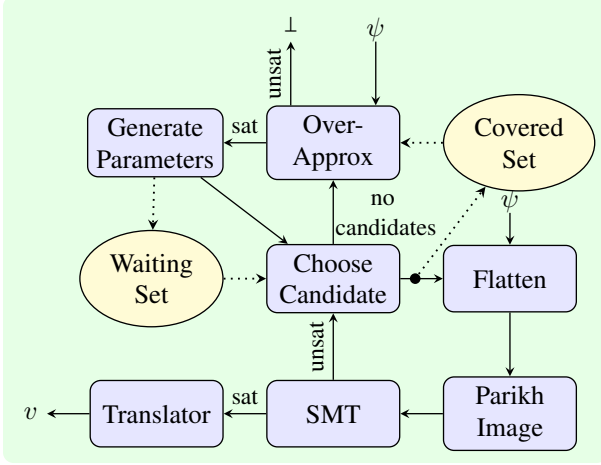 ⊥
ψ
unsat
Generate
Parameters
sat
Over-
Approx
Covered
Set
ψ
no
candidates
Waiting
Set
Choose
Candidate
Flatten
unsat
v
Translator
sat
SMT
Parikh
Image